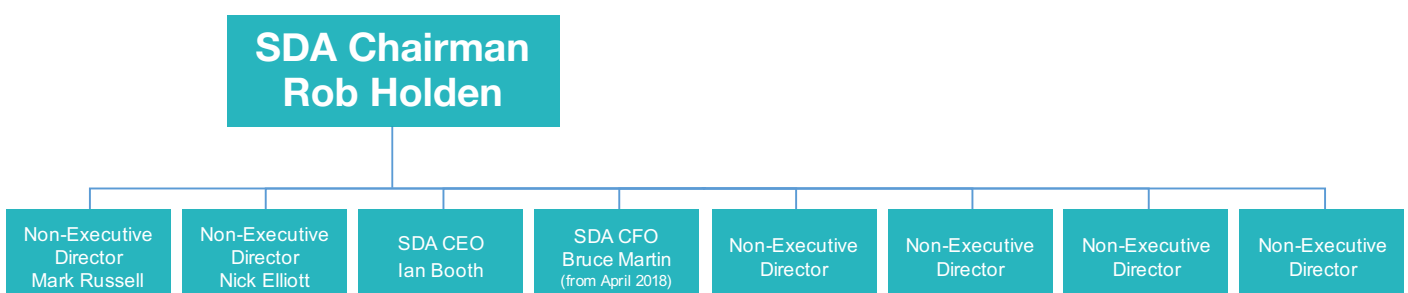 SDA Chairman
Rob Holden
Non-Executive
Director
Mark Russell
Non-Executive
Director
Nick Elliott
SDA CEO
Ian Booth
SDA CFO
Bruce Martin
(from April 2018)
Non-Executive
Director
Non-Executive
Director
Non-Executive
Director
Non-Executive
Director